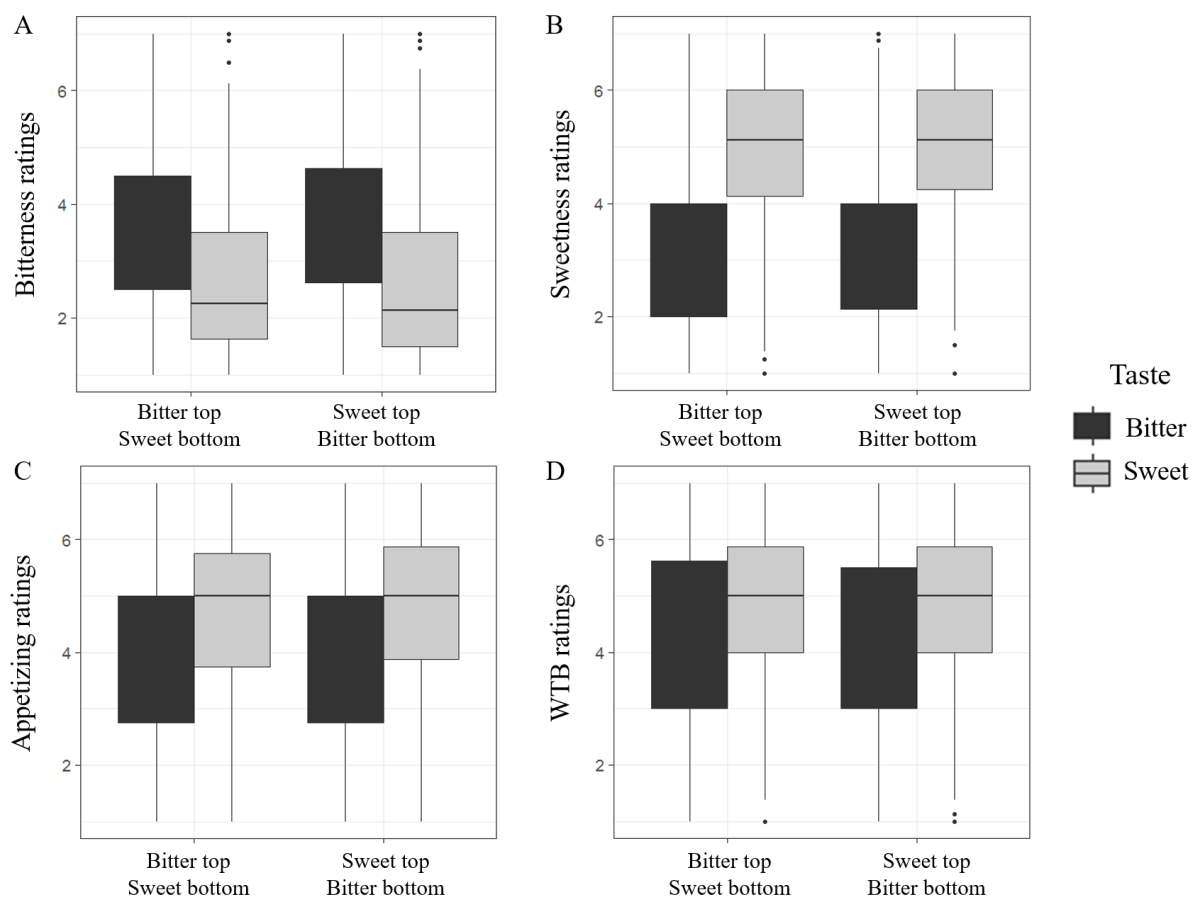 A
Bitterness ratings
6
4
2
Bitter top
Sweet bottom
Sweet top
Bitter bottom
B
Sweetness ratings
6
4
2
Bitter top
Sweet bottom
Sweet top
Bitter bottom
Taste
Bitter
Sweet
C
Appetizing ratings
6
4
2
Bitter top
Sweet bottom
Sweet top
Bitter bottom
D
WTB ratings
6
4
2
Bitter top
Sweet bottom
Sweet top
Bitter bottom